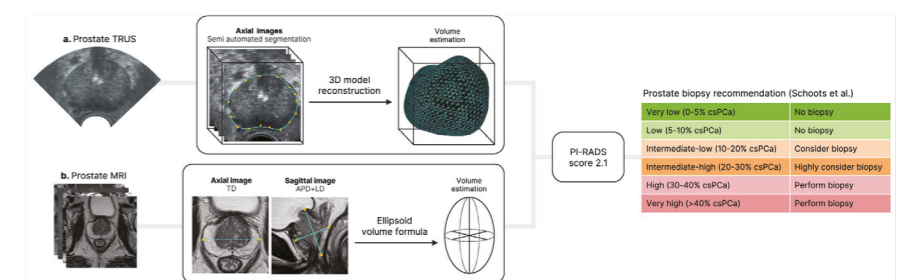 a. Prostate TRUS
Axial images
Semi automated segmentation
3D model
reconstruction
Volume
estimation
b. Prostate MRI
Axial image
TD
Sagittal image
APD+LD
Ellipsoid
volume formula
Volume
estimation
PI-RADS
score 2.1
Prostate biopsy recommendation (Schoots et al.)
Very low (0-5% csPCa) No biopsy
Low (5-10% csPCa) No biopsy
Intermediate-low (10-20% csPCa) Consider biopsy
Intermediate-high (20-30% csPCa) Highly consider biopsy
High (30-40% csPCa) Perform biopsy
Very high (>40% csPCa) Perform biopsy